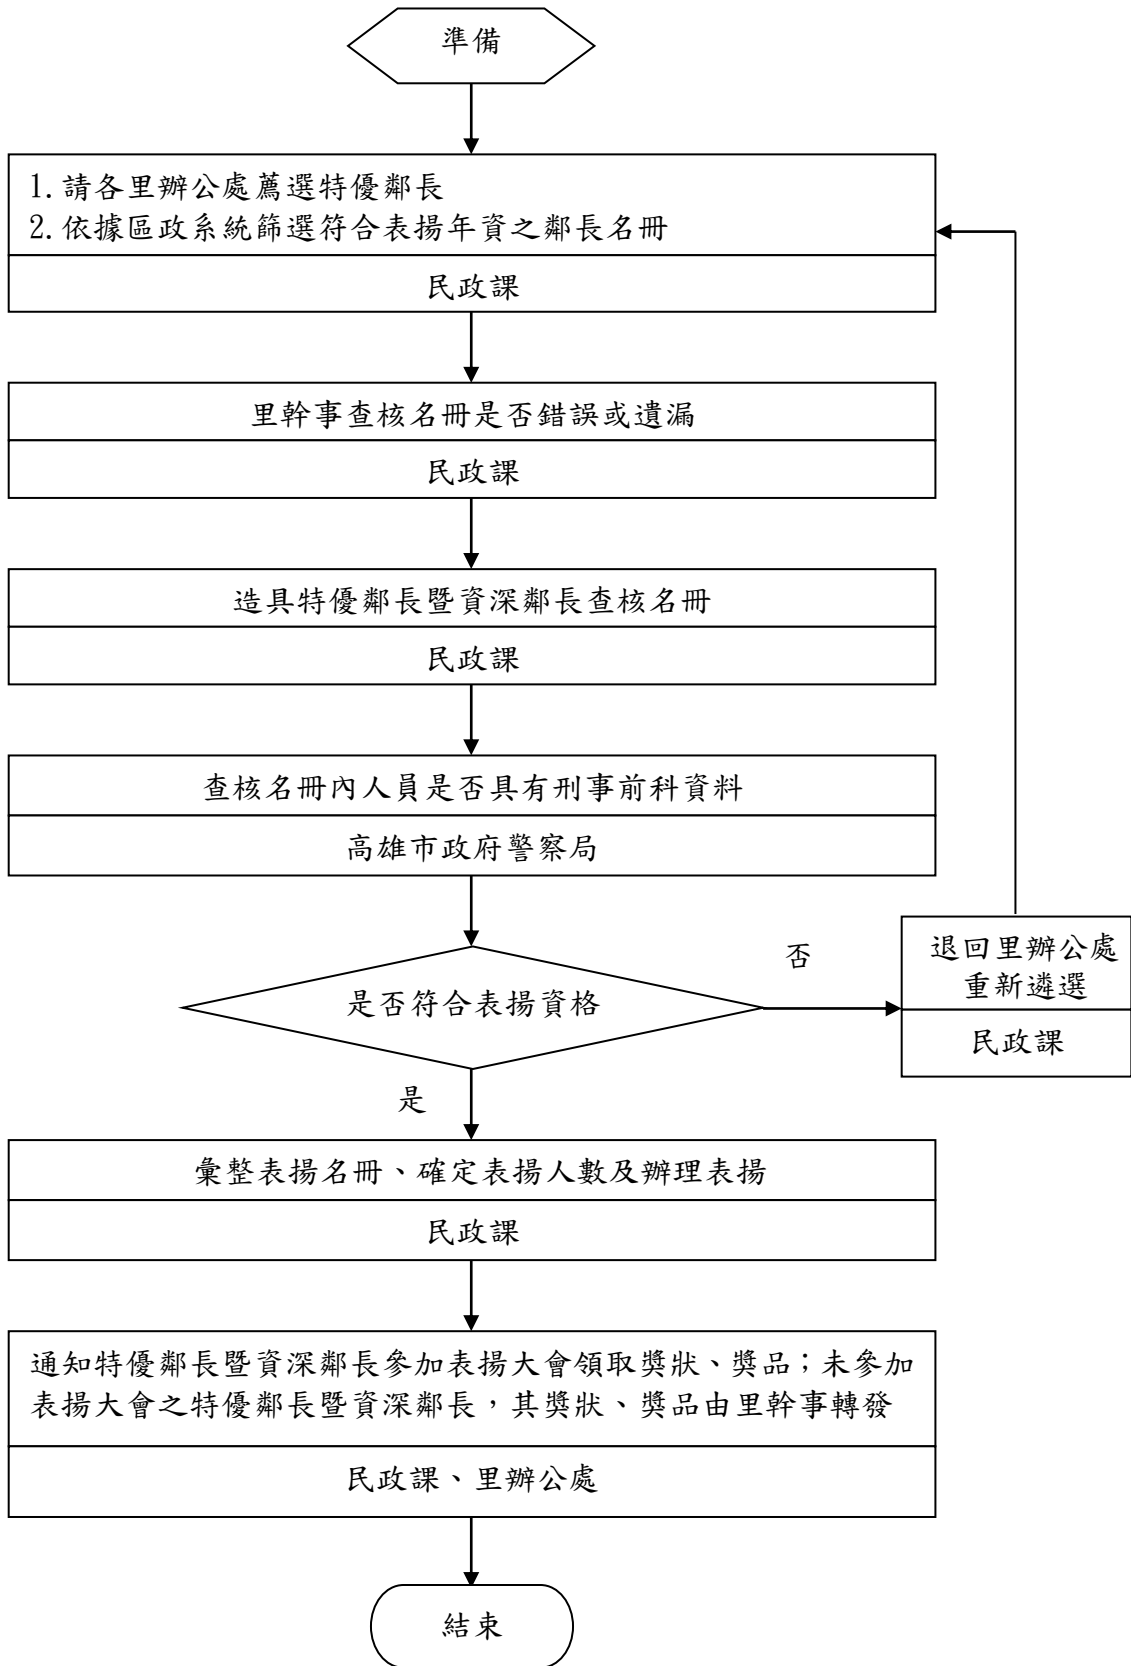 準備
1.請各里辦公處薦選特優鄰長
2.依據區政系統篩選符合表揚年資之鄰長名冊
民政課
里幹事查核名冊是否錯誤或遺漏
民政課
造具特優鄰長暨資深鄰長查核名冊
民政課
查核名冊內人員是否具有刑事前科資料
高雄市政府警察局
是否符合表揚資格
否
退回里辦公處
重新遴選
民政課
是
彙整表揚名冊、確定表揚人數及辦理表揚
民政課
通知特優鄰長暨資深鄰長參加表揚大會領取獎狀、獎品；未參加
表揚大會之特優鄰長暨資深鄰長，其獎狀、獎品由里幹事轉發
民政課、里辦公處
結束